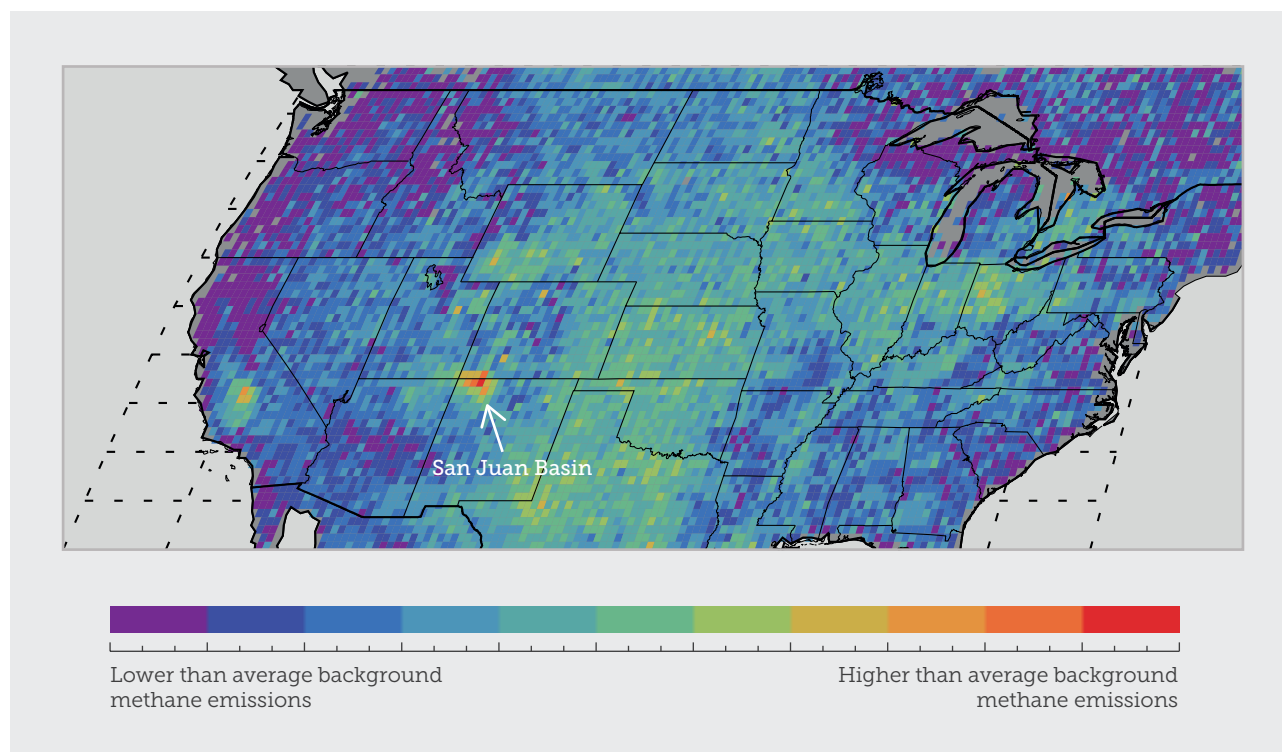 San Juan Basin
Lower than average background
methane emissions
Higher than average background
methane emissions